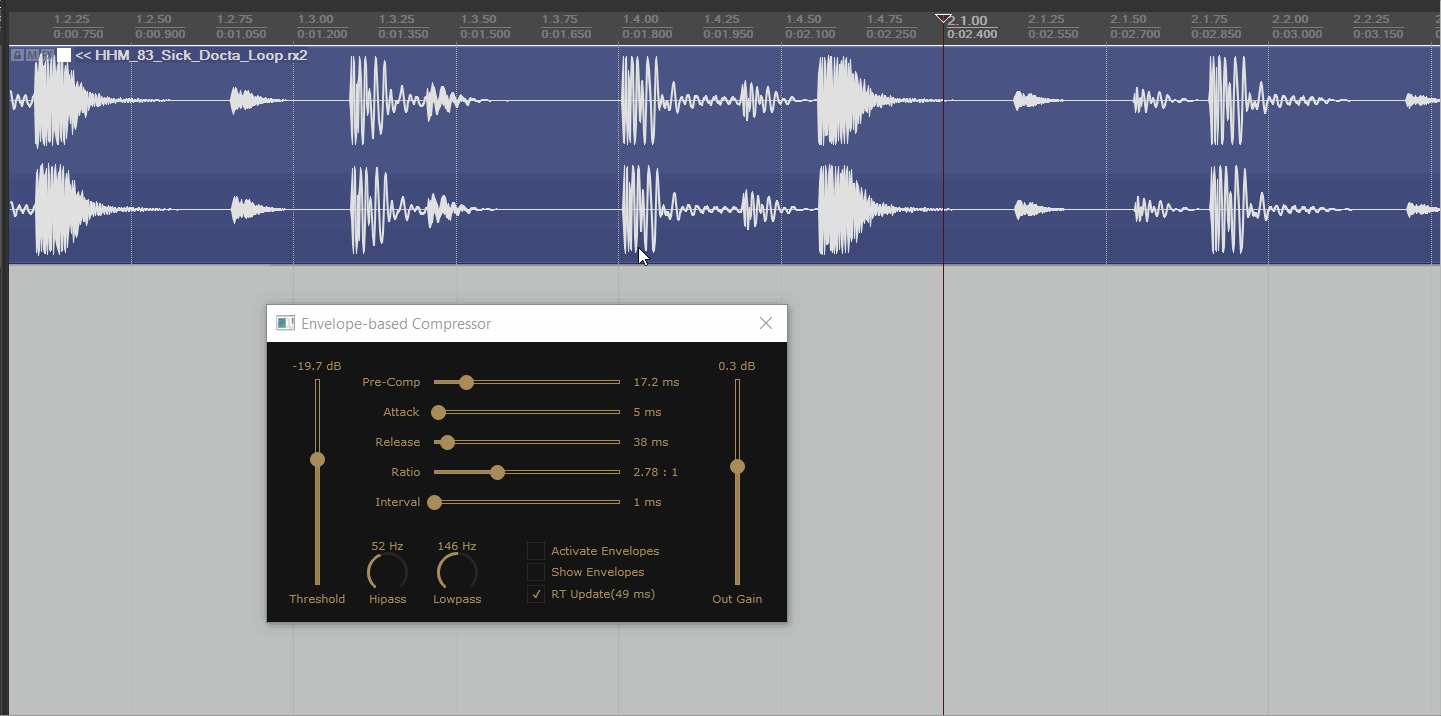 1.2.25 1.2.50 1.2.75 1.3.00 1.3.25 1.3.50 1.3.75 1.4.00 1.4.25 1.4.50 1.4.75 2.1.00 2.1.25 2.1.50 2.1.75 2.2.00 2.2.25
0:00.750 0:00.900 0:01.050 0:01.200 0:01.350 0:01.500 0:01.650 0:01.800 0:01.950 0:02.100 0:02.250 0:02.400 0:02.550 0:02.700 0:02.850 0:03.000 0:03.150
<< HHM_83_Sick_Docta_Loop.rx2
Envelope-based Compressor
-19.7 dB
0.3 dB
Pre-Comp 17.2 ms
Attack 5 ms
Release 38 ms
Ratio 2.78 : 1
Interval 1 ms
52 Hz 146 Hz
Activate Envelopes
Show Envelopes
RT Update(49 ms)
Threshold Hipass Lowpass Out Gain